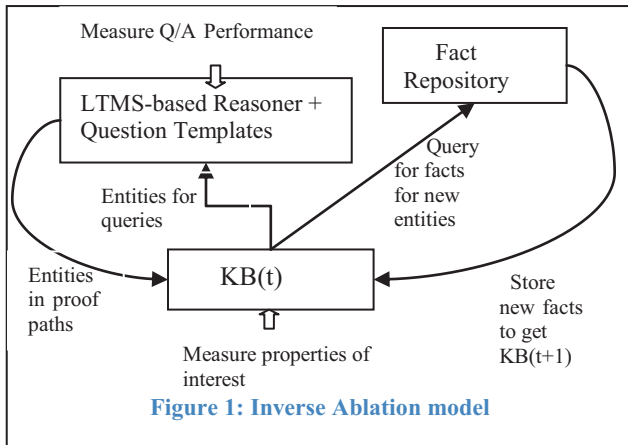 Measure Q/A Performance
Fact
Repository
LTMS-based Reasoner +
Question Templates
Query
for facts
for new
entities
Entities for
queries
KB(t)
Entities
in proof
paths
Store
new facts
to get
KB(t+1)
Measure properties of
interest
Figure 1: Inverse Ablation model